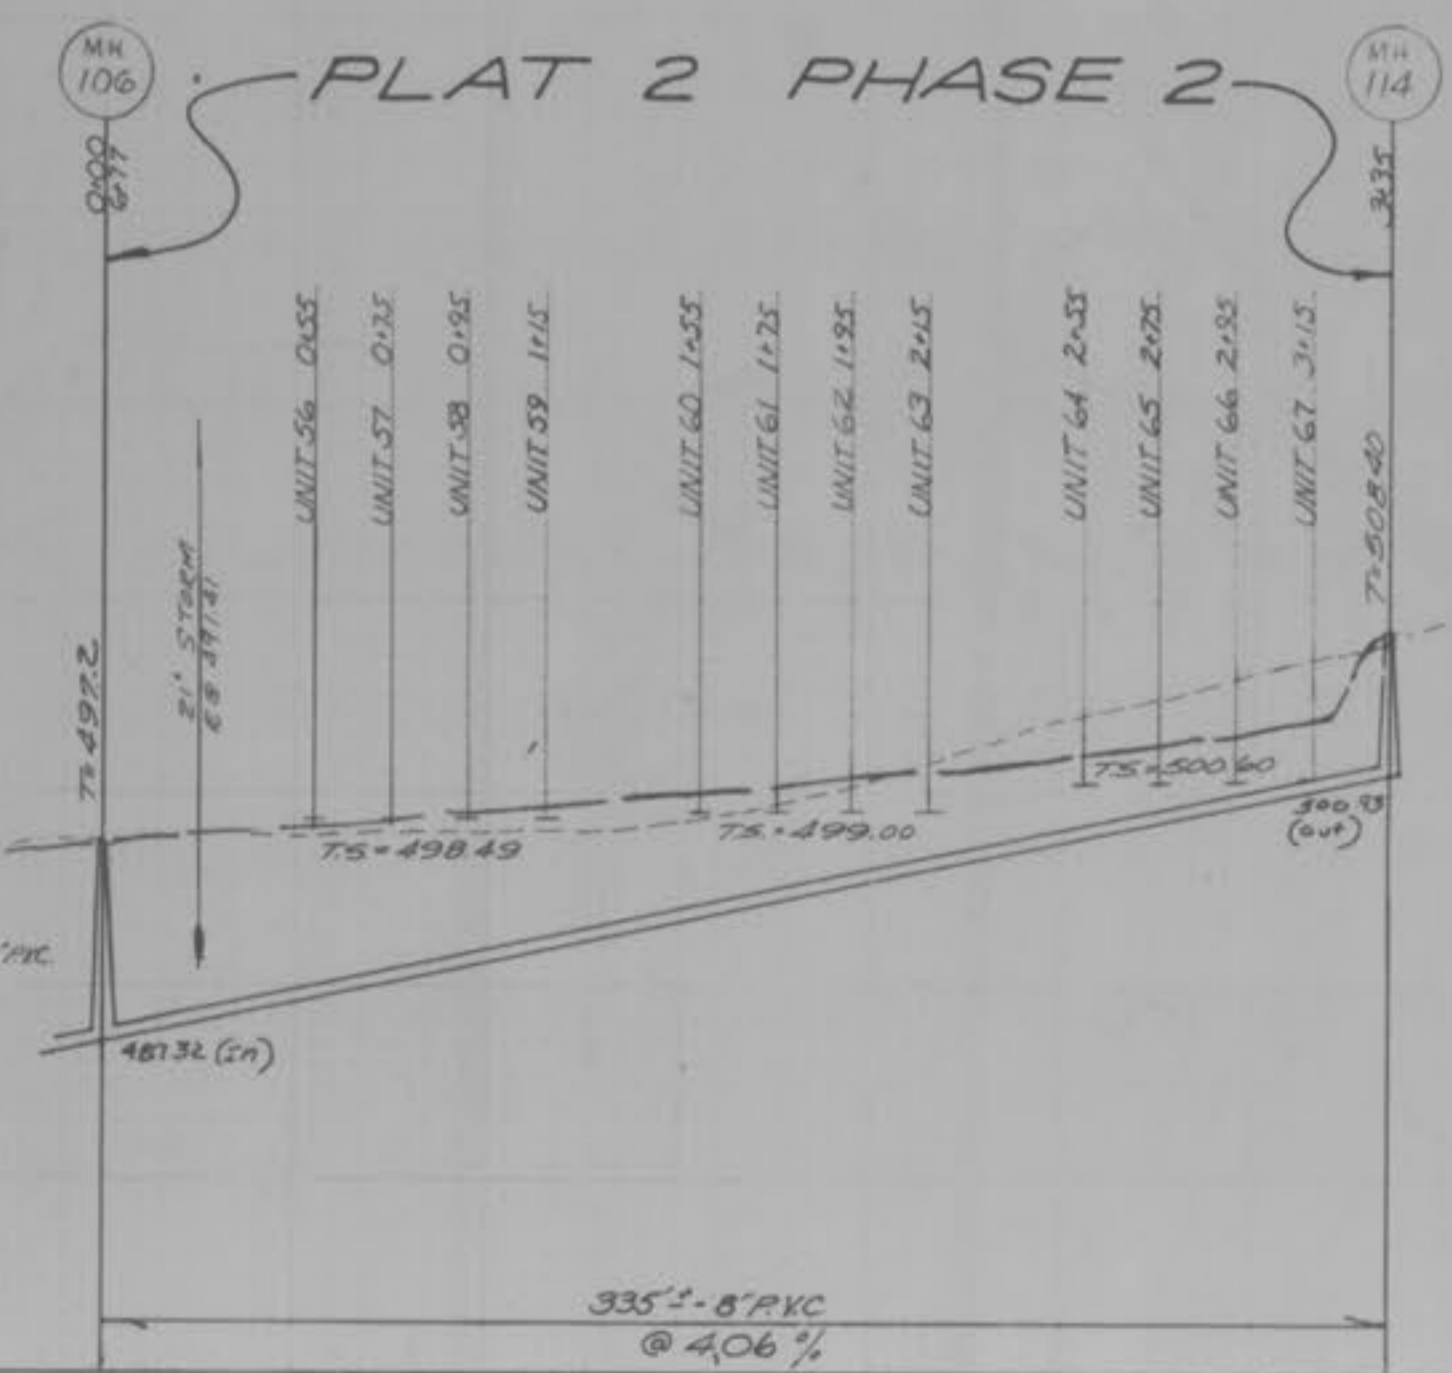 MH
106
PLAT 2 PHASE 2
MH
114
0+00
6+77
3+35
UNIT 56 0+55
UNIT 57 0+75
UNIT 58 0+95
UNIT 59 1+15
UNIT 60 1+55
UNIT 61 1+75
UNIT 62 1+95
UNIT 63 2+15
UNIT 64 2+55
UNIT 65 2+75
UNIT 66 2+95
UNIT 67 3+15
T=508.40
21" STORM
T=497.2
T.S.=500.60
T.S.=499.00
T.S.=498.49
500.93
(out)
P.V.C.
487.32 (In)
335'± - 8" P.V.C
@ 4.06 %